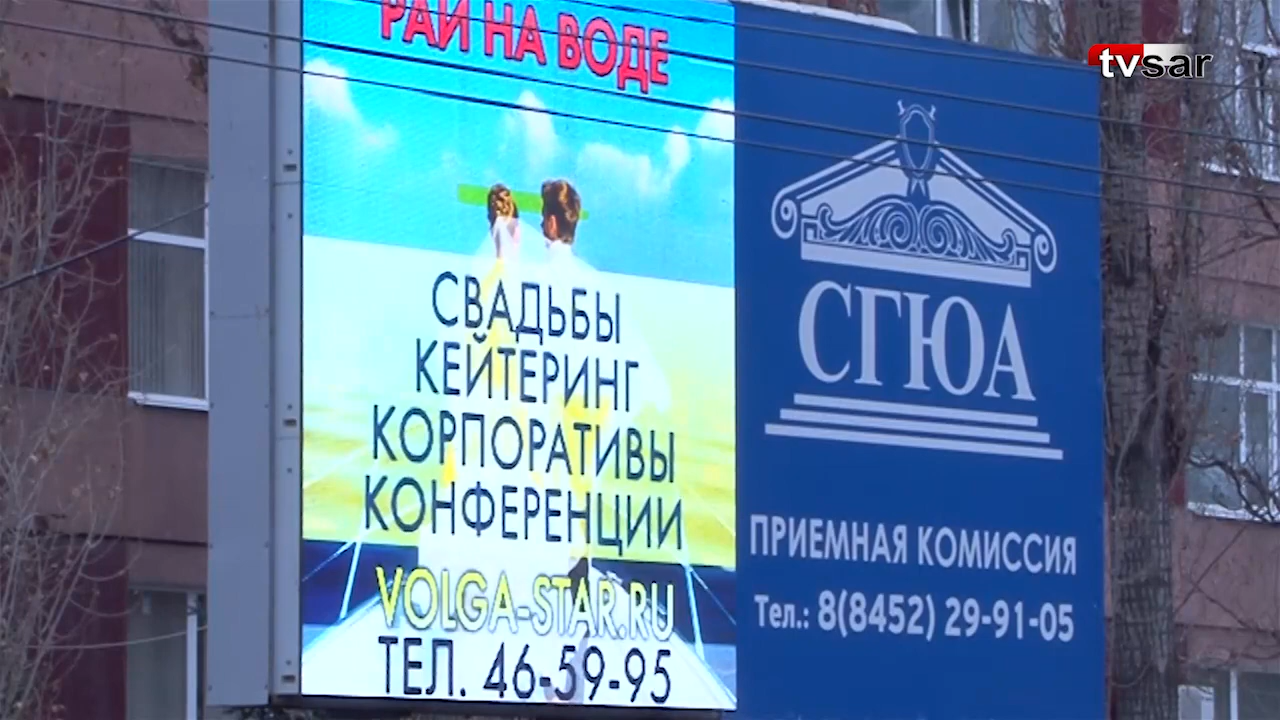 РАЙ НА ВОДЕ
СВАДЬБЫ
КЕЙТЕРИНГ
КОРПОРАТИВЫ
КОНФЕРЕНЦИИ
VOLGA-STAR.RU
ТЕЛ. 46-59-95
СГЮА
ПРИЕМНАЯ КОМИССИЯ
Тел.: 8(8452) 29-91-05
tvsar